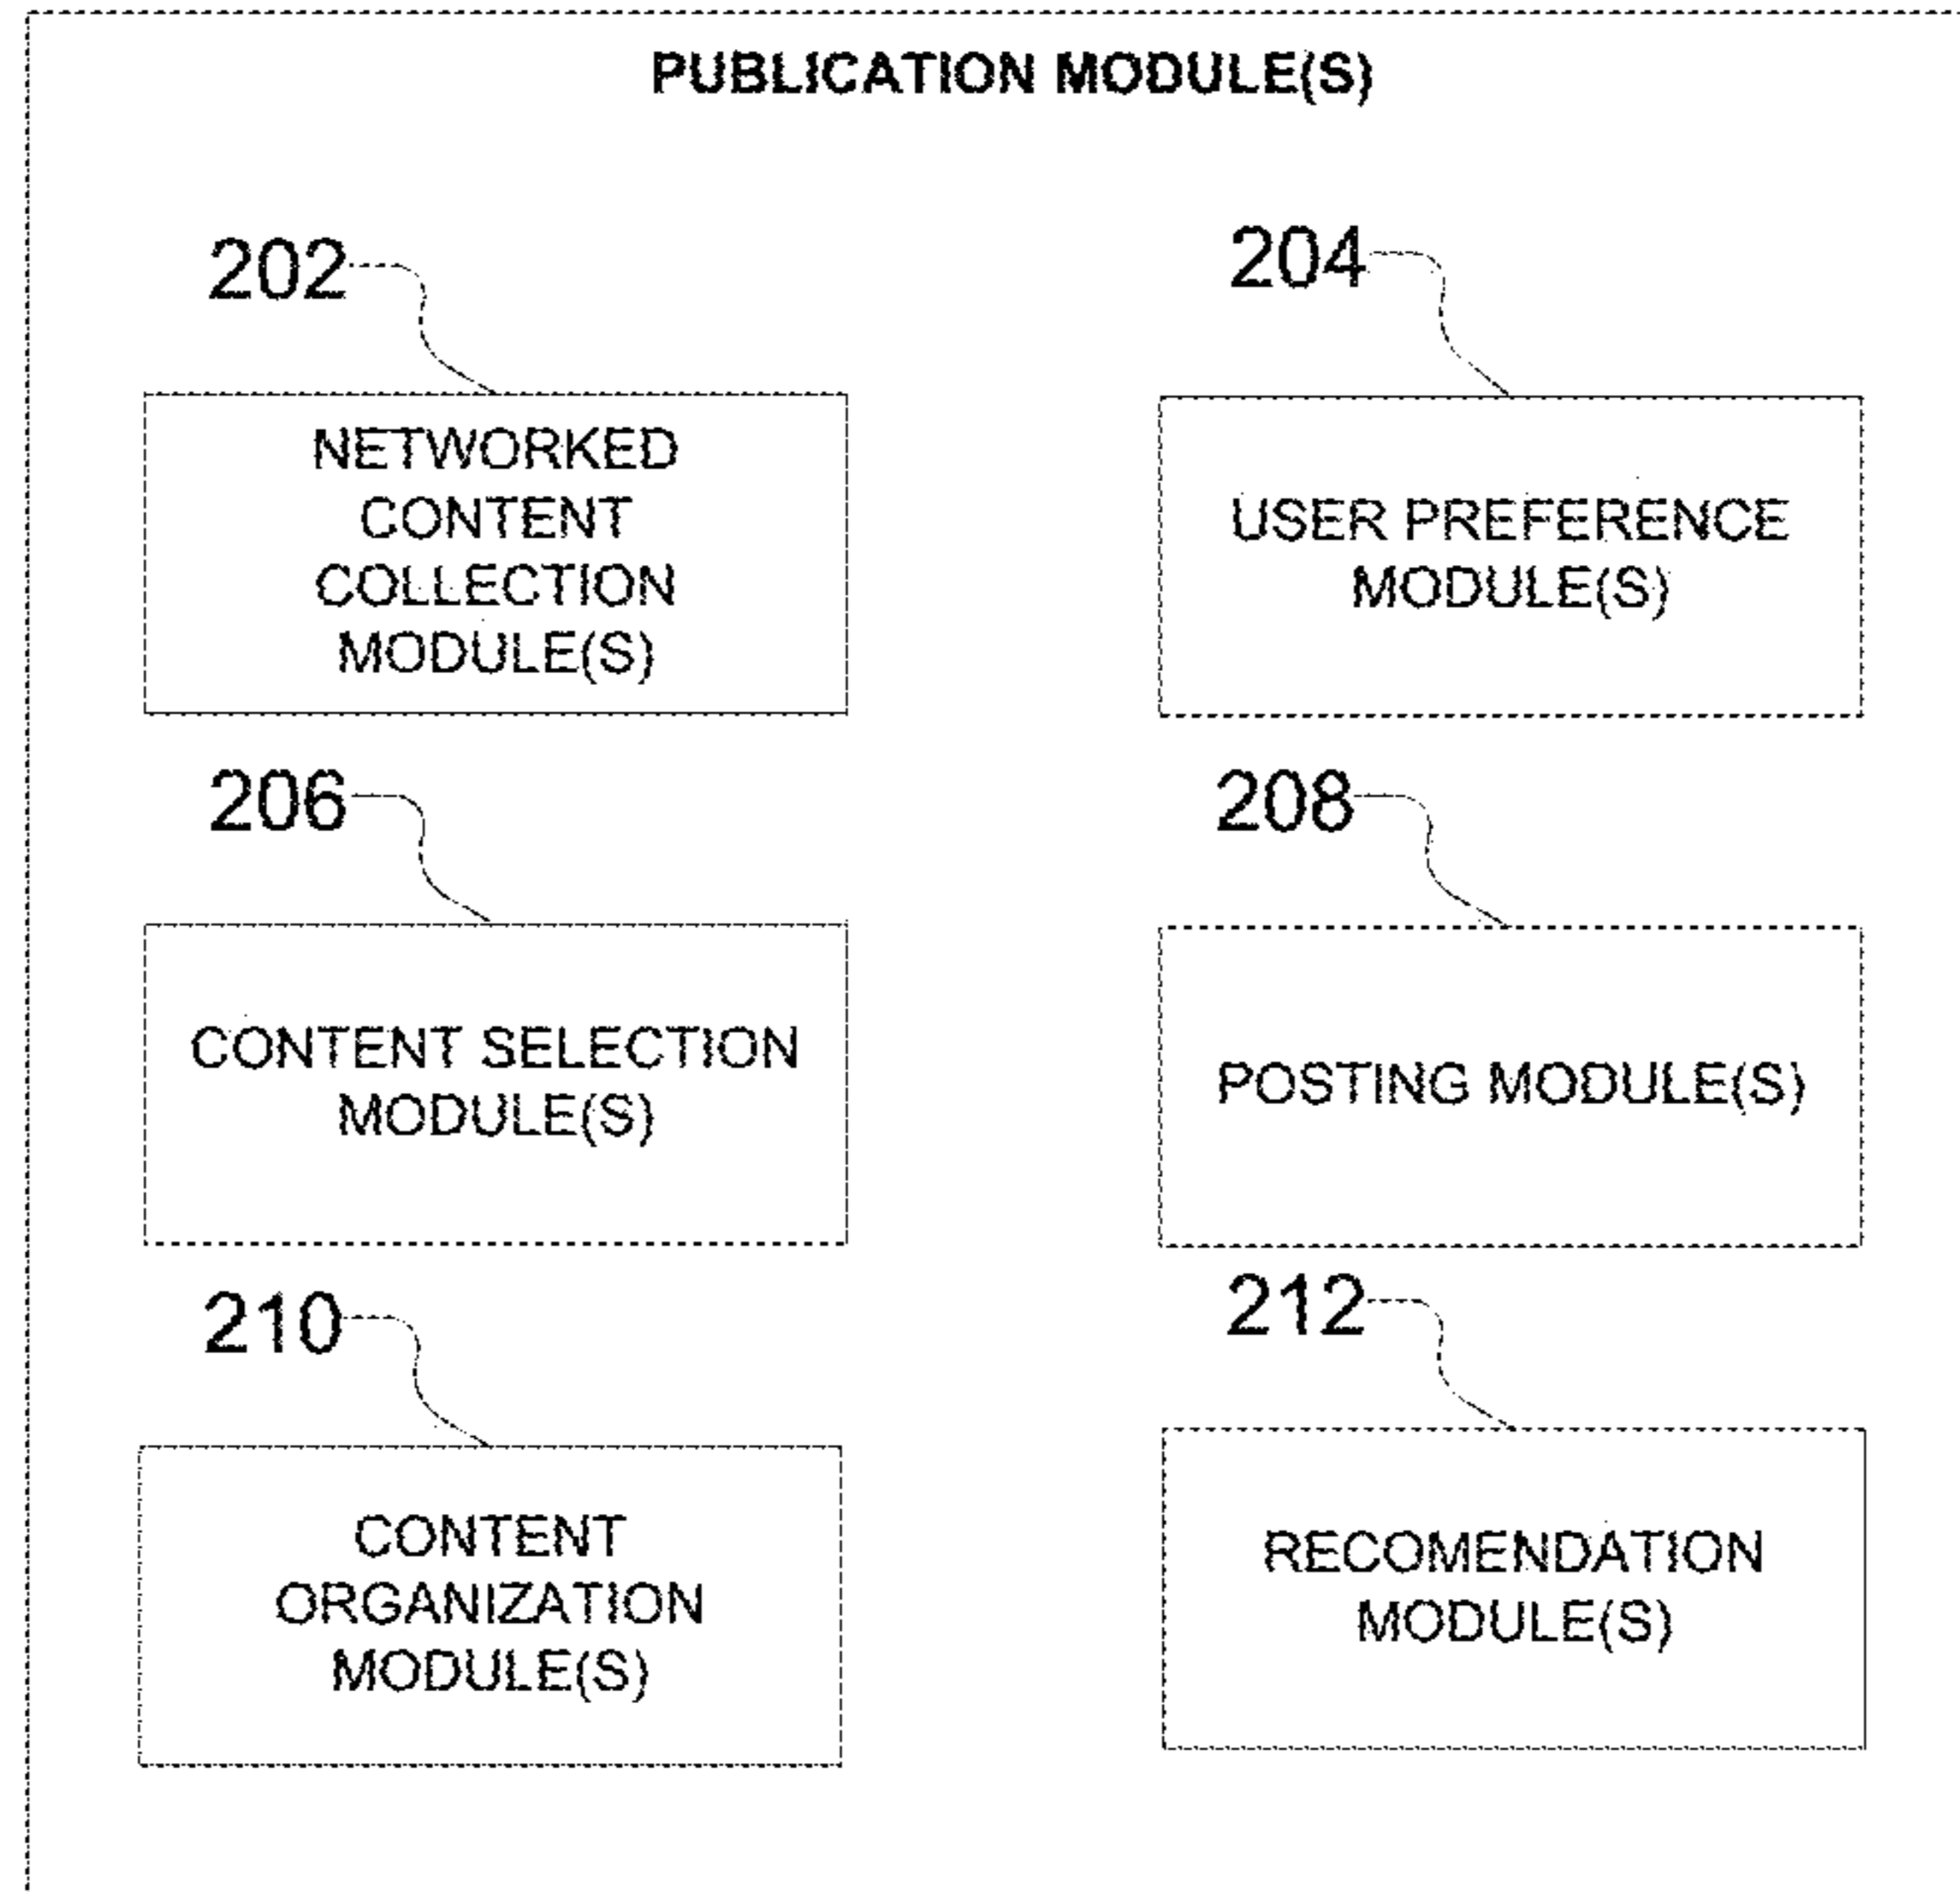 PUBLICATION MODULE(S)
202
NETWORKED
CONTENT
COLLECTION
MODULE(S)
204
USER PREFERENCE
MODULE(S)
206
CONTENT SELECTION
MODULE(S)
208
POSTING MODULE(S)
210
CONTENT
ORGANIZATION
MODULE(S)
212
RECOMENDATION
MODULE(S)